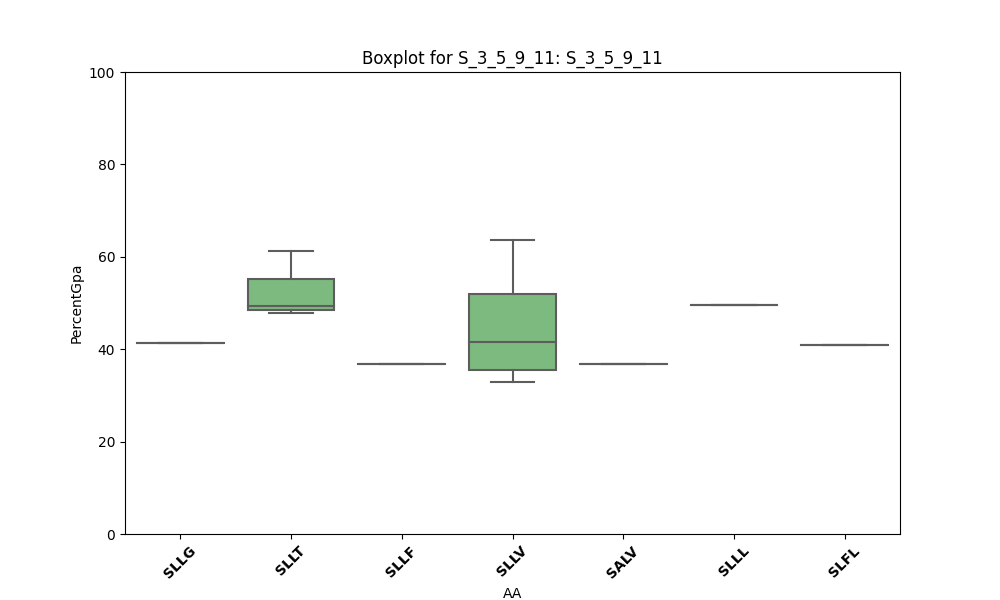 Boxplot for S_3_5_9_11: S_3_5_9_11
100
80
60
40
20
0
PercentGpa
SLLG SLLT SLLF SLLV SALV SLLL SLFL
AA